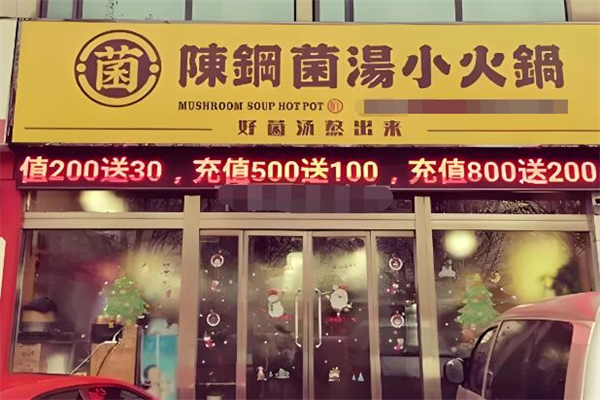 菌
陳鋼菌湯小火鍋
MUSHROOM SOUP HOT POT
好菌汤熬出来
值200送30，充值500送100，充值800送200